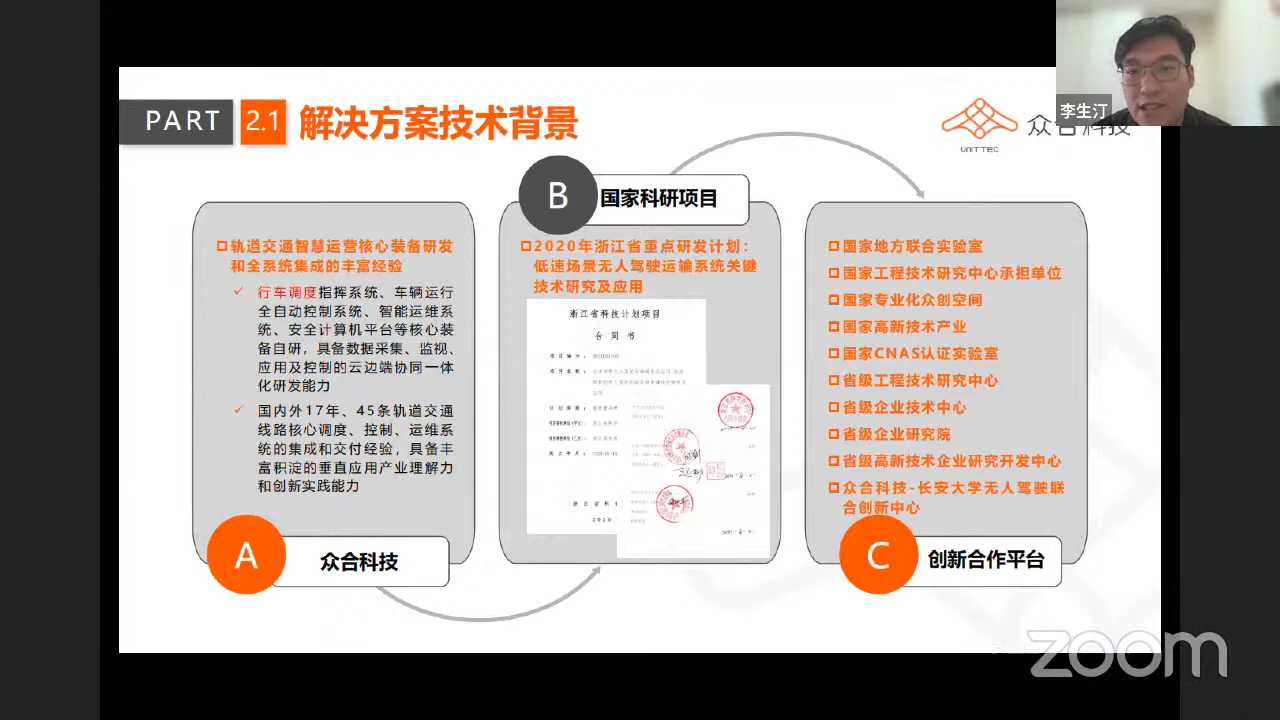 PART 2.1 解决方案技术背景
UNITTEC
众合科技
李生汀
B 国家科研项目
口轨道交通智慧运营核心装备研发
和全系统集成的丰富经验
行车调度指挥系统、车辆运行
全自动控制系统、智能运维系
统、安全计算机平台等核心装
备自研，具备数据采集、监视、
应用及控制的云边端协同一体
化研发能力
国内外17年、45条轨道交通
线路核心调度、控制、运维系
统的集成和交付经验，具备丰
富积淀的垂直应用产业理解力
和创新实践能力
A 众合科技
2020年浙江省重点研发计划：
低速场景无人驾驶运输系统关键
技术研究及应用
浙江省科技计划项目
合同书
项目编号：
项目名称：
国家地方联合实验室
国家工程技术研究中心承担单位
国家专业化众创空间
国家高新技术产业
国家CNAS认证实验室
省级工程技术研究中心
省级企业技术中心
省级企业研究院
省级高新技术企业研究开发中心
众合科技-长安大学无人驾驶联
合创新中心
C 创新合作平台
zoom